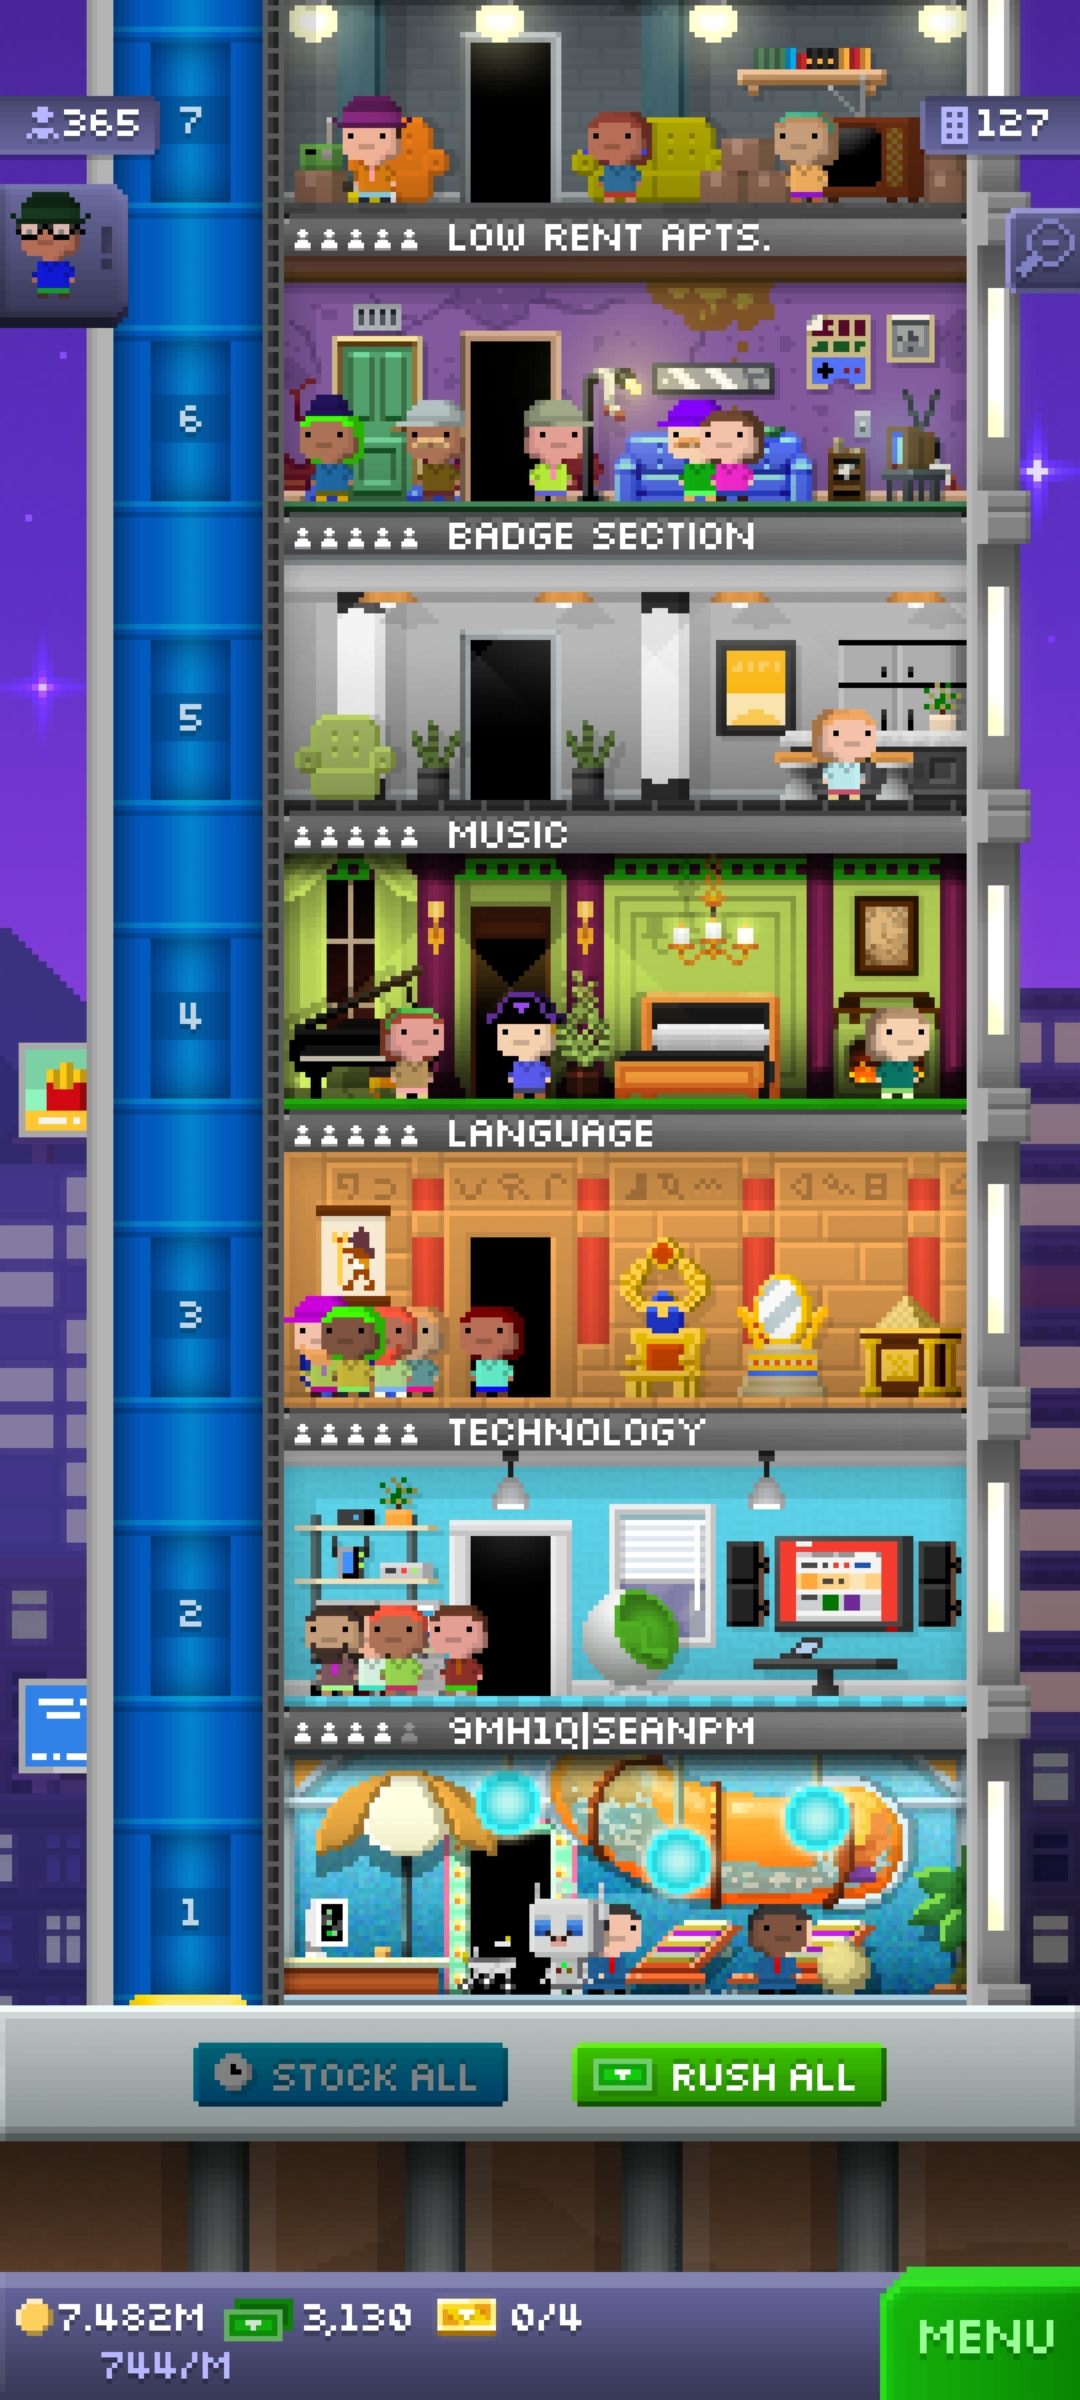 7
365
127
LOW RENT APTS.
6
BADGE SECTION
5
MUSIC
4
LANGUAGE
3
TECHNOLOGY
2
9MH1Q|SEANPM
1
STOCK ALL
RUSH ALL
7.482M
3,130
0/4
744/M
MENU